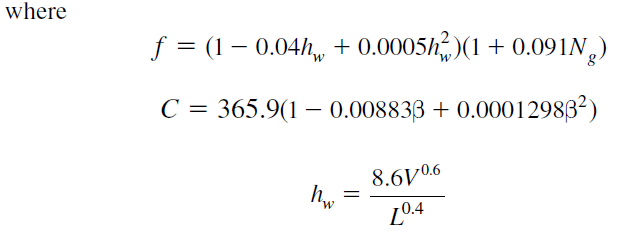 where
f = (1 − 0.04h_w + 0.0005h_w^2)(1 + 0.091N_g)
C = 365.9(1 − 0.00883β + 0.0001298β^2)
h_w = 8.6V^0.6 / L^0.4